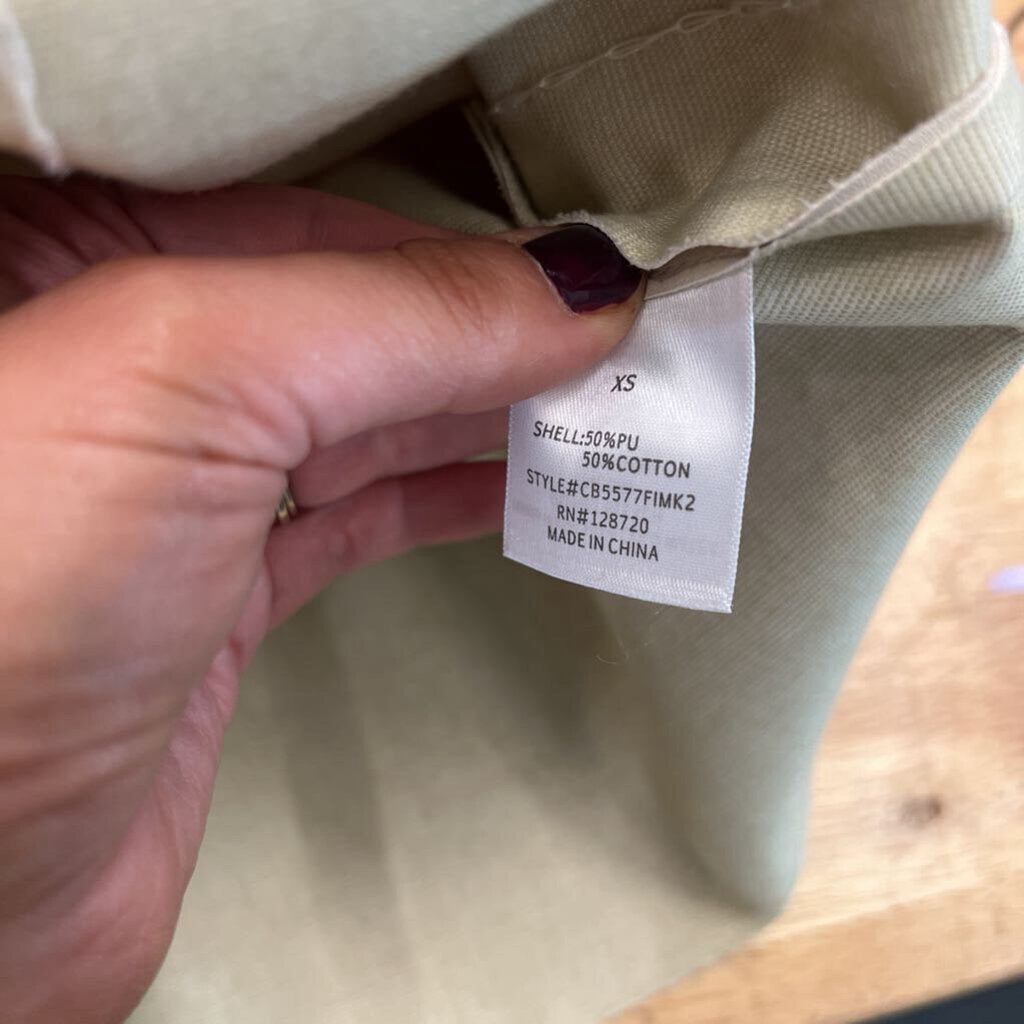 XS
SHELL:50%PU
50%COTTON
STYLE#CB5577FIMK2
RN#128720
MADE IN CHINA